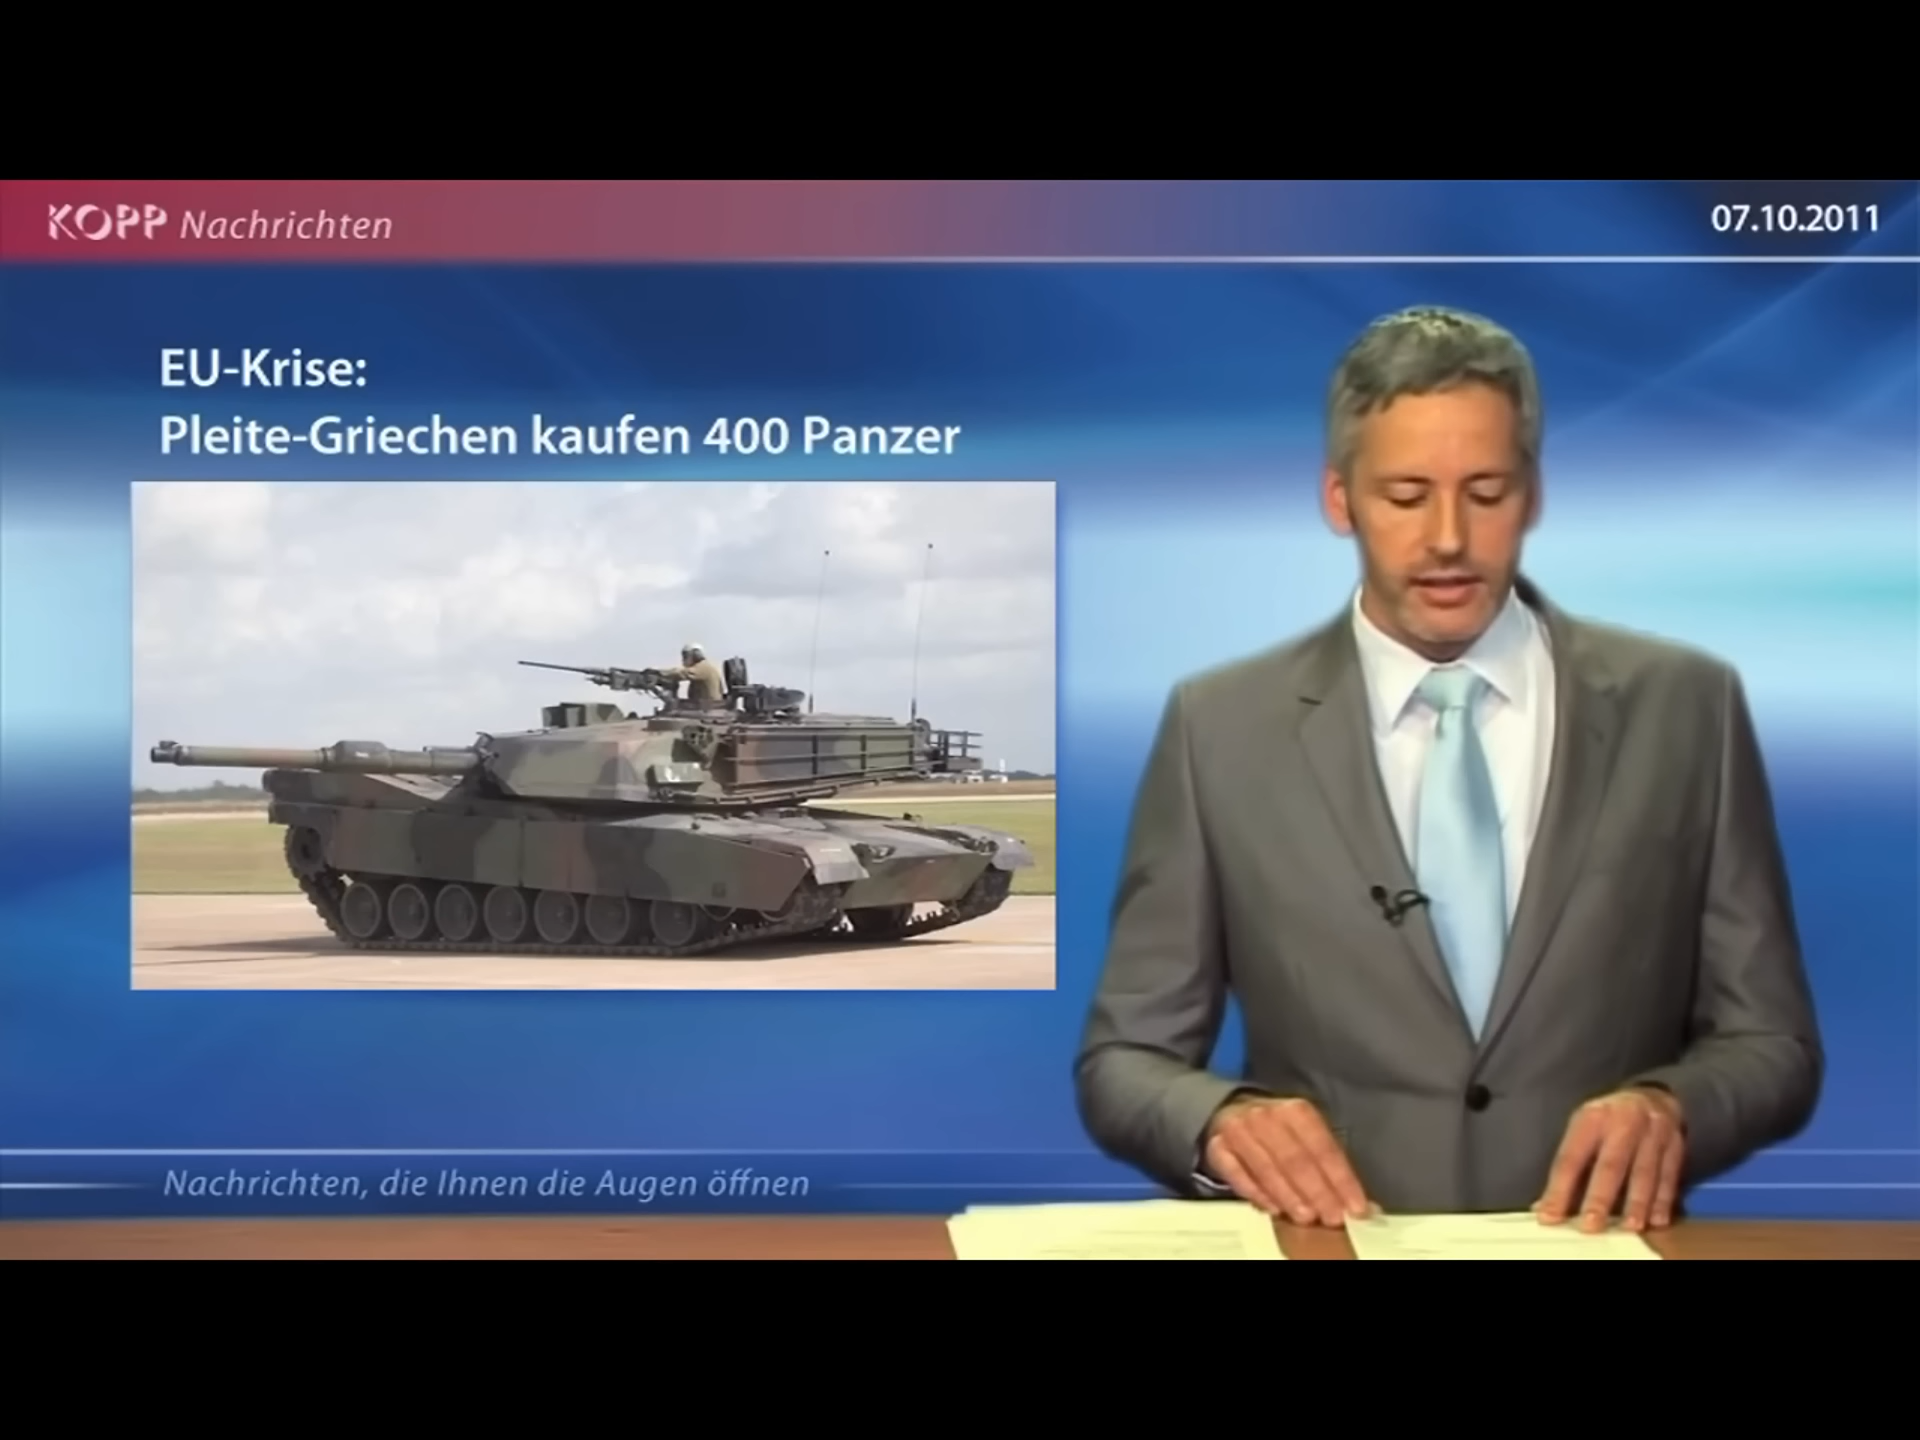 KOPP Nachrichten
07.10.2011
EU-Krise:
Pleite-Griechen kaufen 400 Panzer
Nachrichten, die Ihnen die Augen öffnen